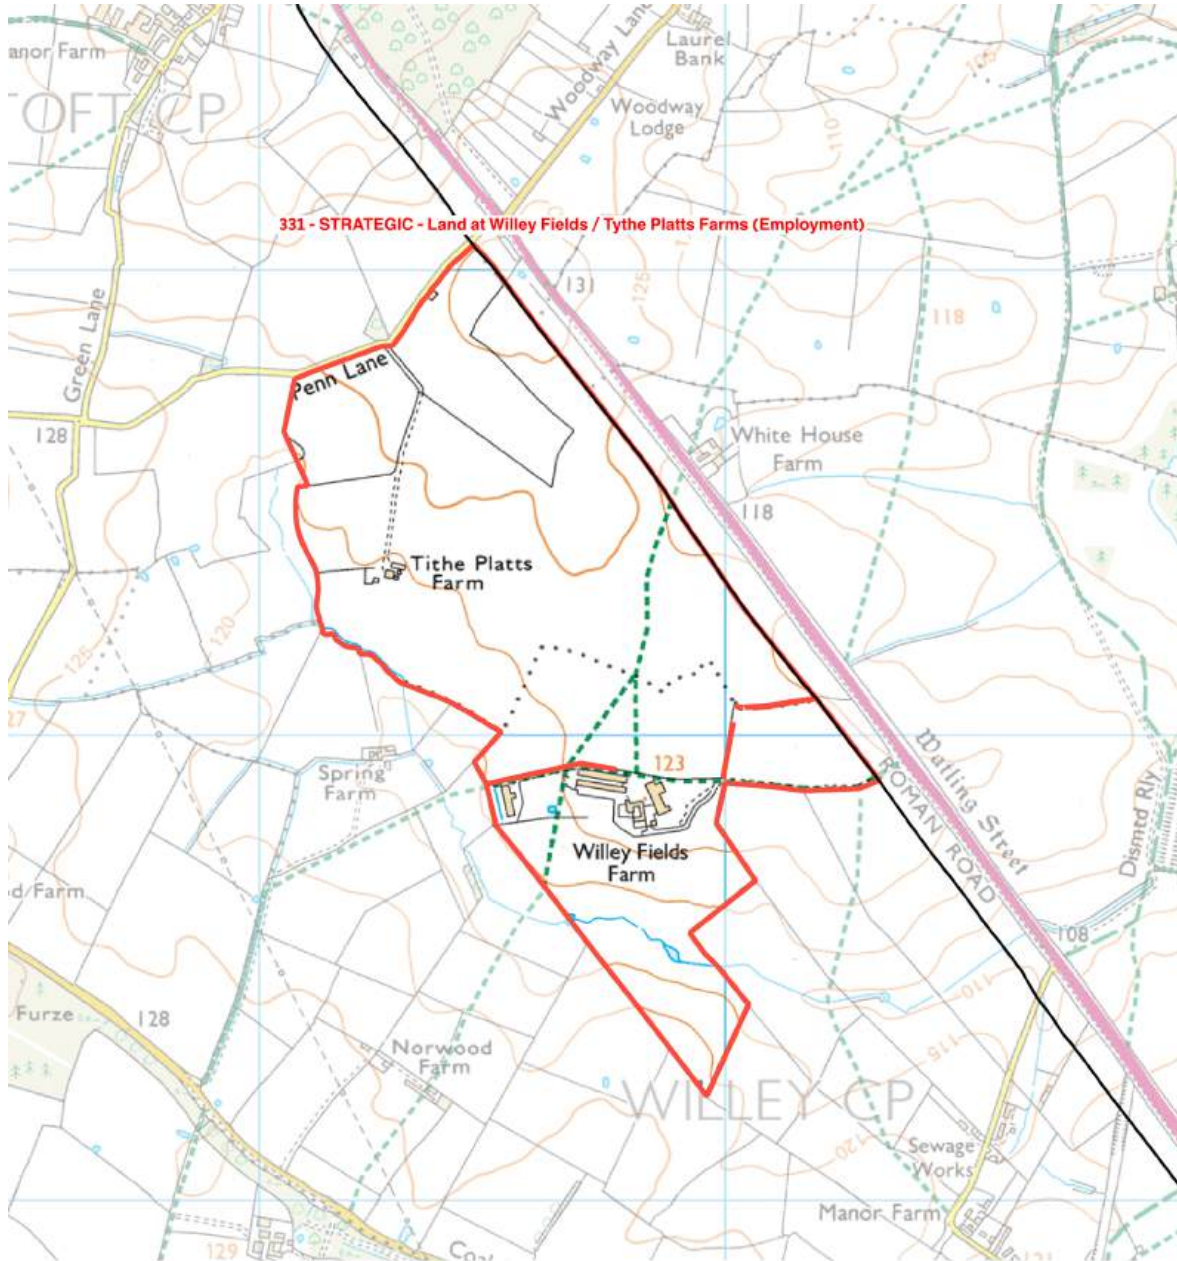 anor Farm
Laurel
Bank
Woodway Lane
105
OFT CP
Woodway
Lodge
110
331 - STRATEGIC - Land at Willey Fields / Tythe Platts Farms (Employment)
125
131
118
Green Lane
Penn Lane
128
White House
Farm
118
Tithe Platts
Farm
120
125
27
Watling Street
ROMAN ROAD
Dismtd Rly
Spring
Farm
123
Willey Fields
Farm
d/Farm
108
110
Furze
128
115
Norwood
Farm
WILLEY CP
120
Sewage
Works
Manor Farm
129
121